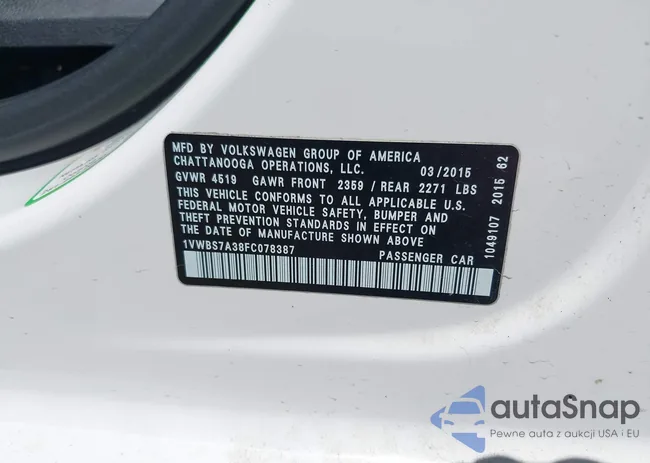 MFD BY VOLKSWAGEN GROUP OF AMERICA
CHATTANOOGA OPERATIONS, LLC. 03/2015
GVWR 4519 GAWR FRONT 2359 / REAR 2271 LBS
THIS VEHICLE CONFORMS TO ALL APPLICABLE U.S.
FEDERAL MOTOR VEHICLE SAFETY, BUMPER AND
THEFT PREVENTION STANDARDS IN EFFECT ON
THE DATE OF MANUFACTURE SHOWN ABOVE
1VWBS7A38FC078387 PASSENGER CAR
1049107 2015 62
autaSnap
Pewne auta z aukcji USA i EU